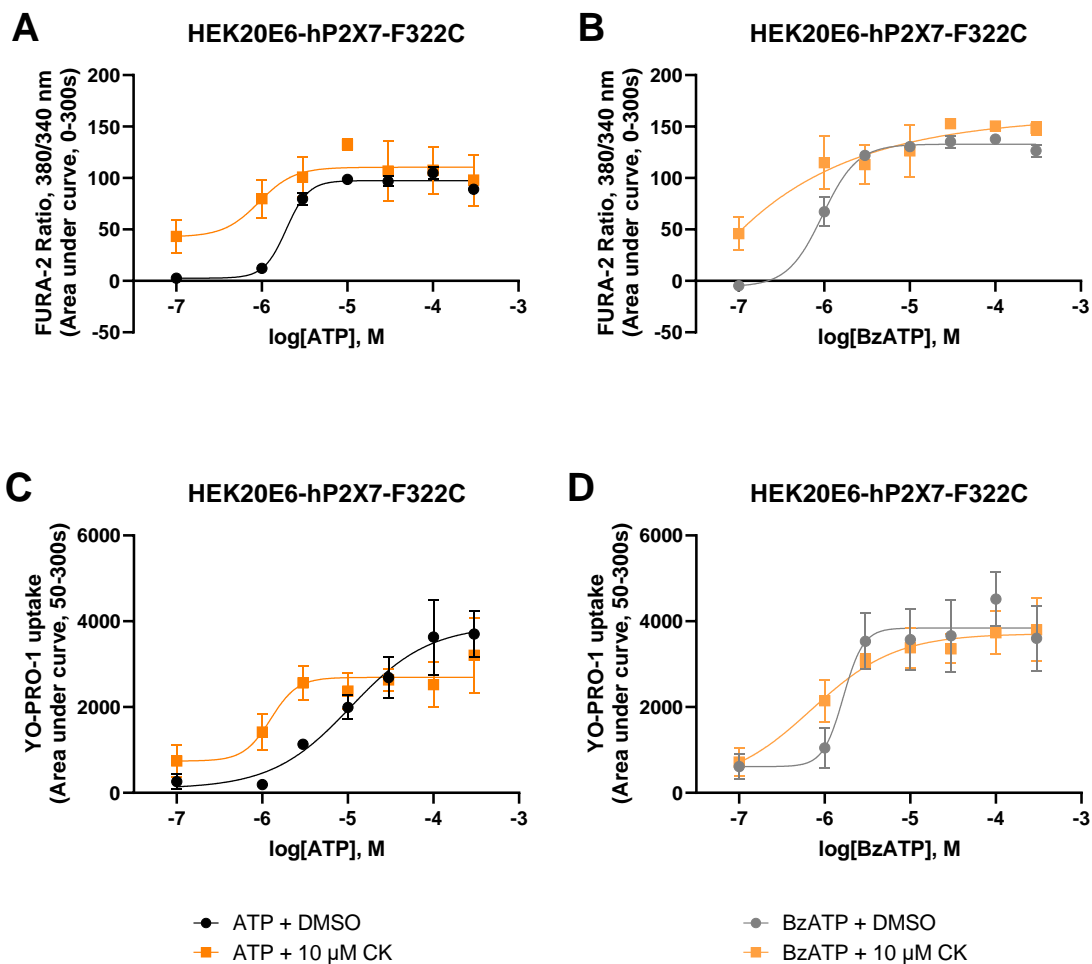 A
HEK20E6-hP2X7-F322C
FURA-2 Ratio, 380/340 nm
(Area under curve, 0-300s)
200
150
100
50
0
-50
-7
-6
-5
-4
-3
log[ATP], M
B
HEK20E6-hP2X7-F322C
FURA-2 Ratio, 380/340 nm
(Area under curve, 0-300s)
200
150
100
50
0
-50
-7
-6
-5
-4
-3
log[BzATP], M
C
HEK20E6-hP2X7-F322C
YO-PRO-1 uptake
(Area under curve, 50-300s)
6000
4000
2000
0
-7
-6
-5
-4
-3
log[ATP], M
D
HEK20E6-hP2X7-F322C
YO-PRO-1 uptake
(Area under curve, 50-300s)
6000
4000
2000
0
-7
-6
-5
-4
-3
log[BzATP], M
ATP + DMSO
ATP + 10 µM CK
BzATP + DMSO
BzATP + 10 µM CK